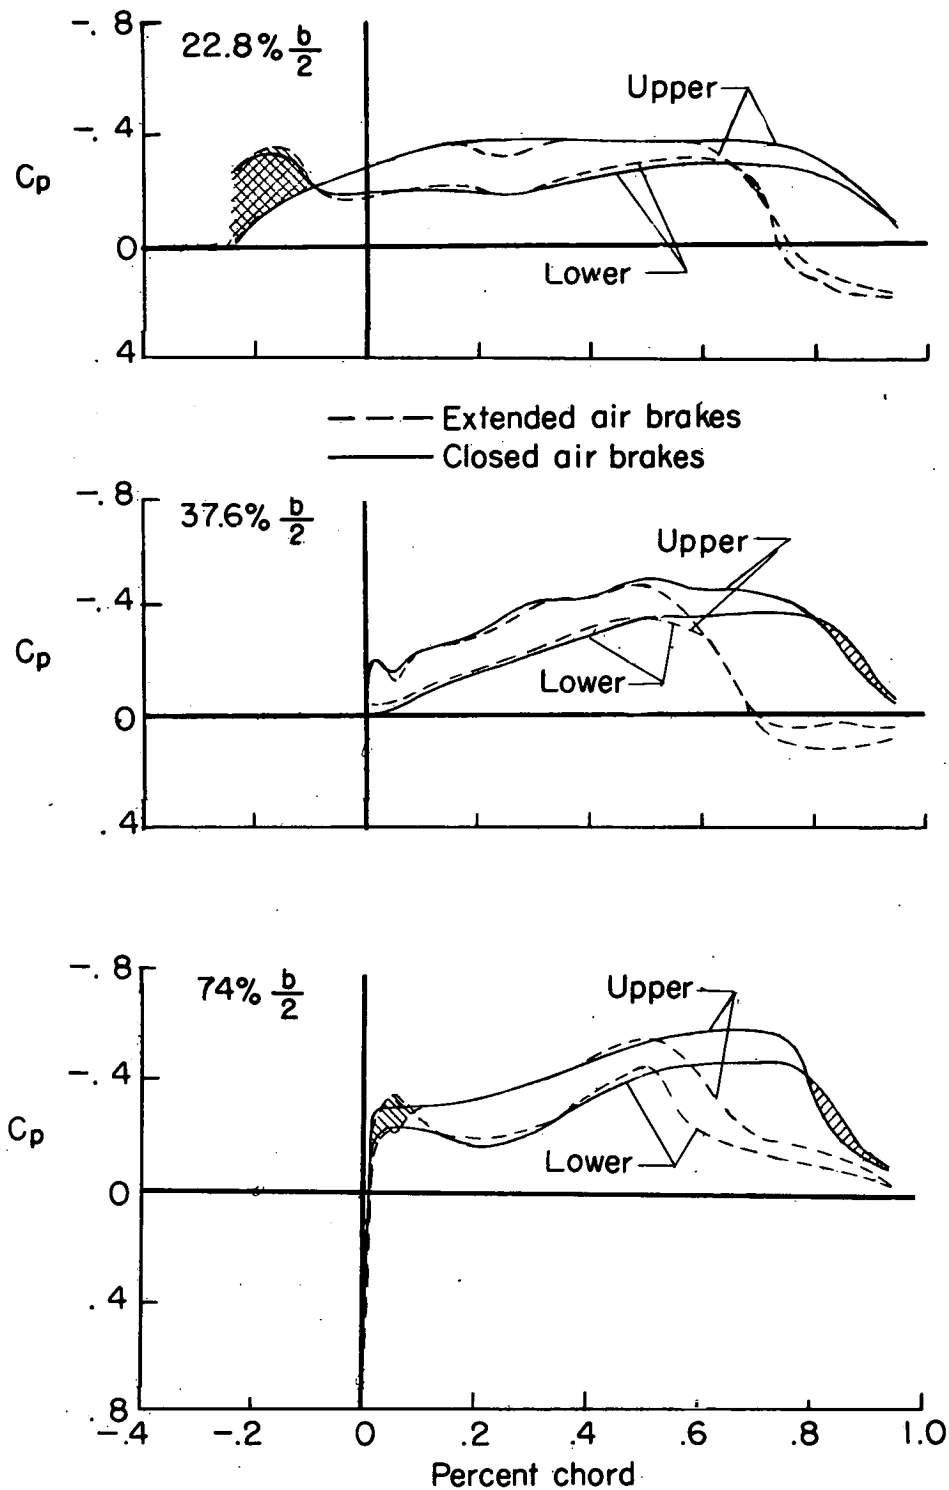 -.8
22.8% b/2
Upper
-.4
Cp
0
Lower
.4
Extended air brakes
Closed air brakes
-.8
37.6% b/2
Upper
-.4
Cp
Lower
0
.4
-.8
74% b/2
Upper
-.4
Cp
Lower
0
.4
.8
-.4 -.2 0 .2 .4 .6 .8 1.0
Percent chord